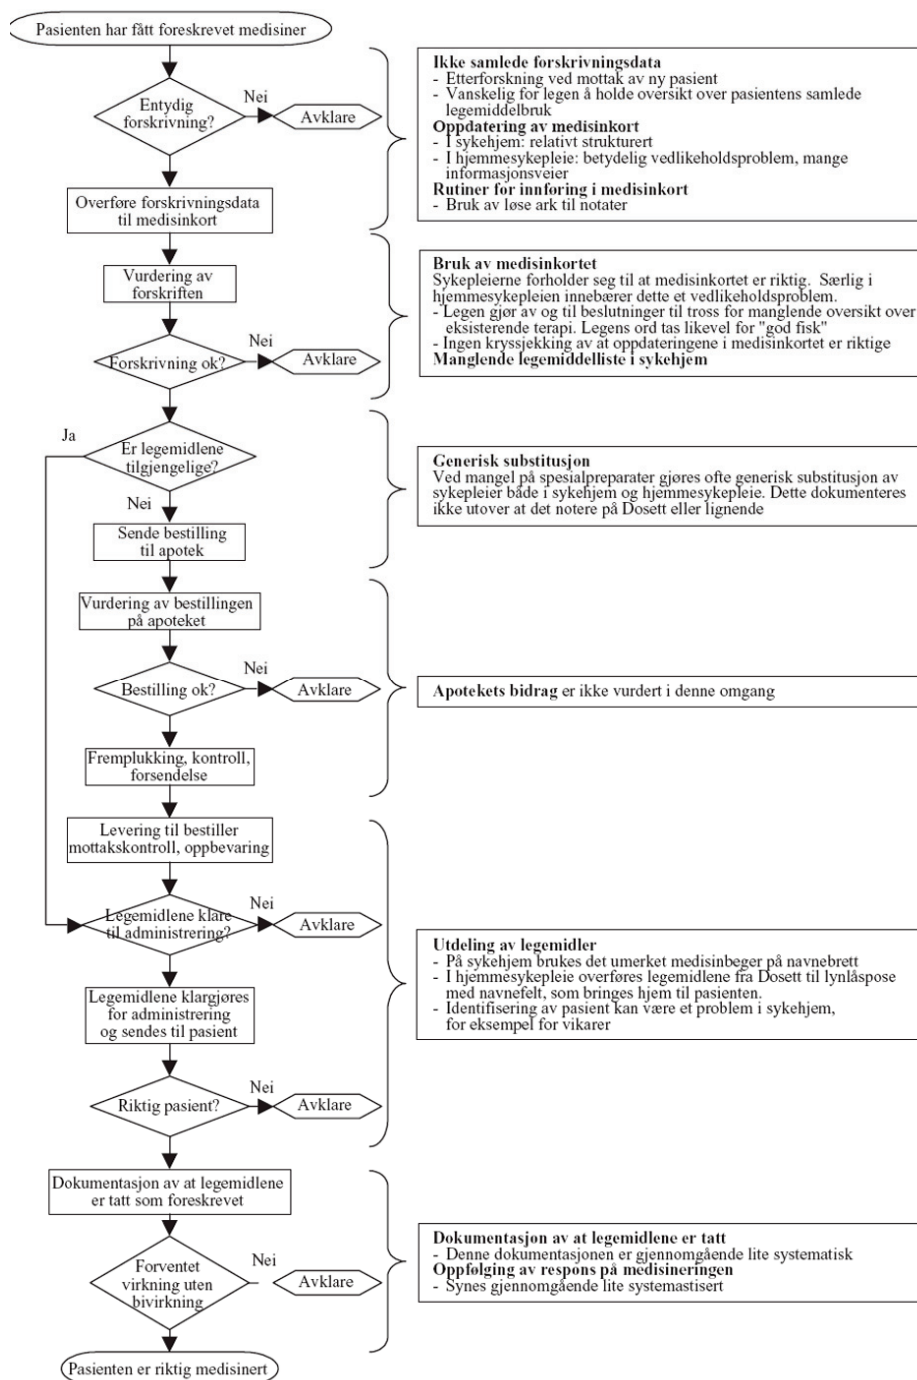 Pasienten har fått foreskrevet medisiner
Entydig
forskrivning?
Nei
Avklare
Overføre forskrivningsdata
til medisinkort
Ikke samlede forskrivningsdata
- Etterforskning ved mottak av ny pasient
- Vanskelig for legen å holde oversikt over pasientens samlede
legemiddelbruk
Oppdatering av medisinkort
- I sykehjem: relativt strukturert
- I hjemmesykepleie: betydelig vedlikeholdsproblem, mange
informasjonsveier
Rutiner for innføring i medisinkort
- Bruk av løse ark til notater
Vurdering av
forskriften
Forskrivning ok?
Nei
Avklare
Bruk av medisinkortet
Sykepleierne forholder seg til at medisinkortet er riktig. Særlig i
hjemmesykepleien innebærer dette et vedlikeholdsproblem.
- Legen gjør av og til beslutninger til tross for manglende oversikt over
eksisterende terapi. Legens ord tas likevel for "god fisk"
- Ingen kryssjekking av at oppdateringene i medisinkortet er riktige
Manglende legemiddelliste i sykehjem
Ja
Er legemidlene
tilgjengelige?
Nei
Sende bestilling
til apotek
Generisk substitusjon
Ved mangel på spesialpreparater gjøres ofte generisk substitusjon av
sykepleier både i sykehjem og hjemmesykepleie. Dette dokumenteres
ikke utover at det notere på Dosett eller lignende
Vurdering av bestillingen
på apoteket
Bestilling ok?
Nei
Avklare
Fremplukking, kontroll,
forsendelse
Apotekets bidrag er ikke vurdert i denne omgang
Levering til bestiller
mottakskontroll, oppbevaring
Legemidlene klare
til administrering?
Nei
Avklare
Legemidlene klargjøres
for administrering
og sendes til pasient
Riktig pasient?
Nei
Avklare
Utdeling av legemidler
- På sykehjem brukes det umerket medisinbeger på navnebrett
- I hjemmesykepleie overføres legemidlene fra Dosett til lynlåspose
med navnefelt, som bringes hjem til pasienten.
- Identifisering av pasient kan være et problem i sykehjem,
for eksempel for vikarer
Dokumentasjon av at legemidlene
er tatt som foreskrevet
Forventet
virkning uten
bivirkning
Nei
Avklare
Dokumentasjon av at legemidlene er tatt
- Denne dokumentasjonen er gjennomgående lite systematisk
Oppfølging av respons på medisineringen
- Synes gjennomgående lite systemastisert
Pasienten er riktig medisinert